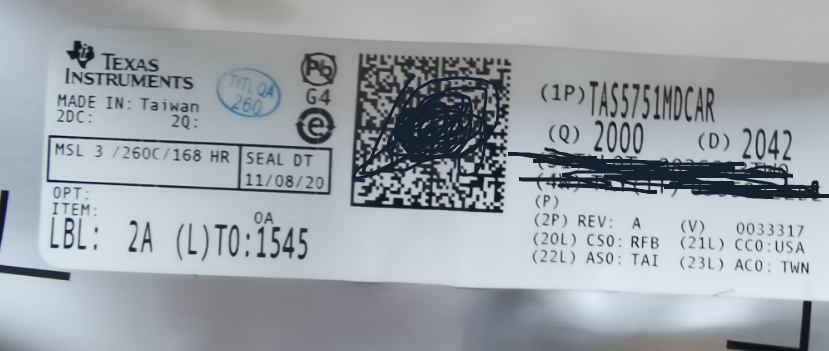 TEXAS
INSTRUMENTS
MADE IN: Taiwan
2DC: 2Q:
TITLQA
260
Pb
G4
e
MSL 3 /260C/168 HR
SEAL DT
11/08/20
OPT:
ITEM:
LBL: 2A (L)TO:1545
0A
(1P)TAS5751MDCAR
(Q) 2000 (D) 2042
(P)
(2P) REV: A (V) 0033317
(20L) CSO: RFB (21L) CCO:USA
(22L) ASO: TAI (23L) ACO: TWN